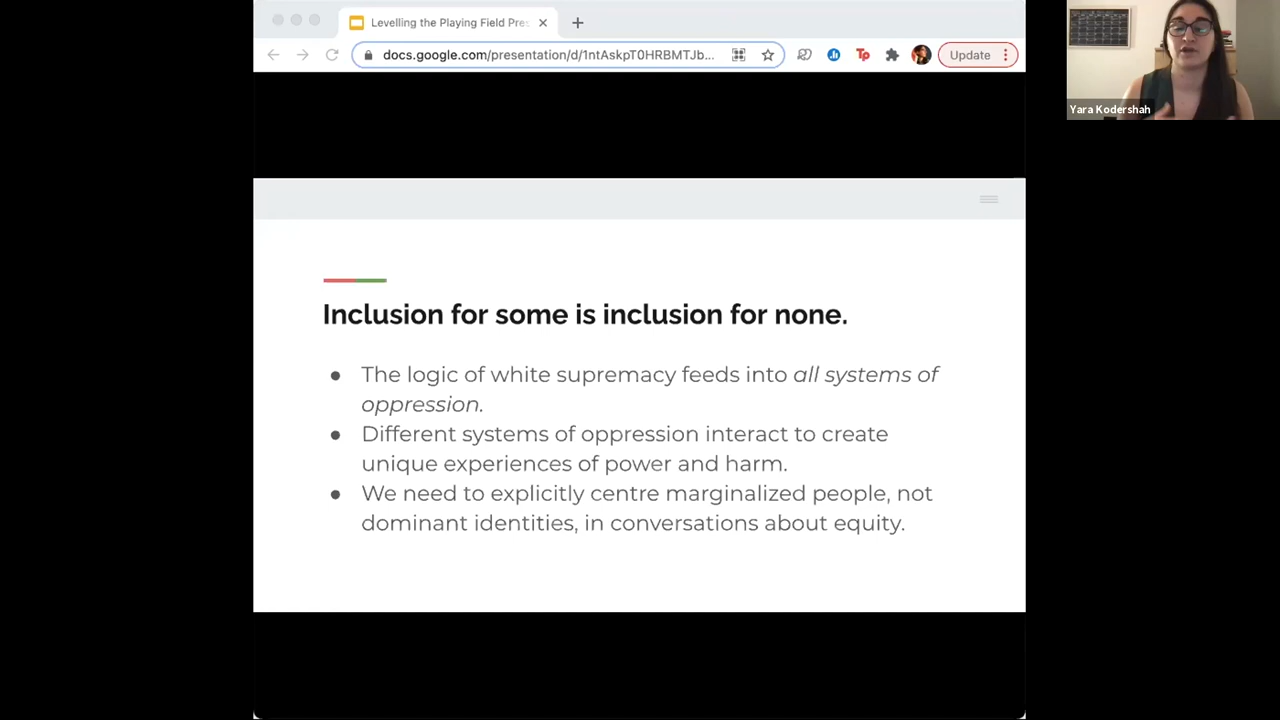 Levelling the Playing Field Pres
docs.google.com/presentation/d/1ntAskpT0HRBMTJb...
Tp
Update
Yara Kodershah
Inclusion for some is inclusion for none.
● The logic of white supremacy feeds into all systems of
oppression.
● Different systems of oppression interact to create
unique experiences of power and harm.
● We need to explicitly centre marginalized people, not
dominant identities, in conversations about equity.